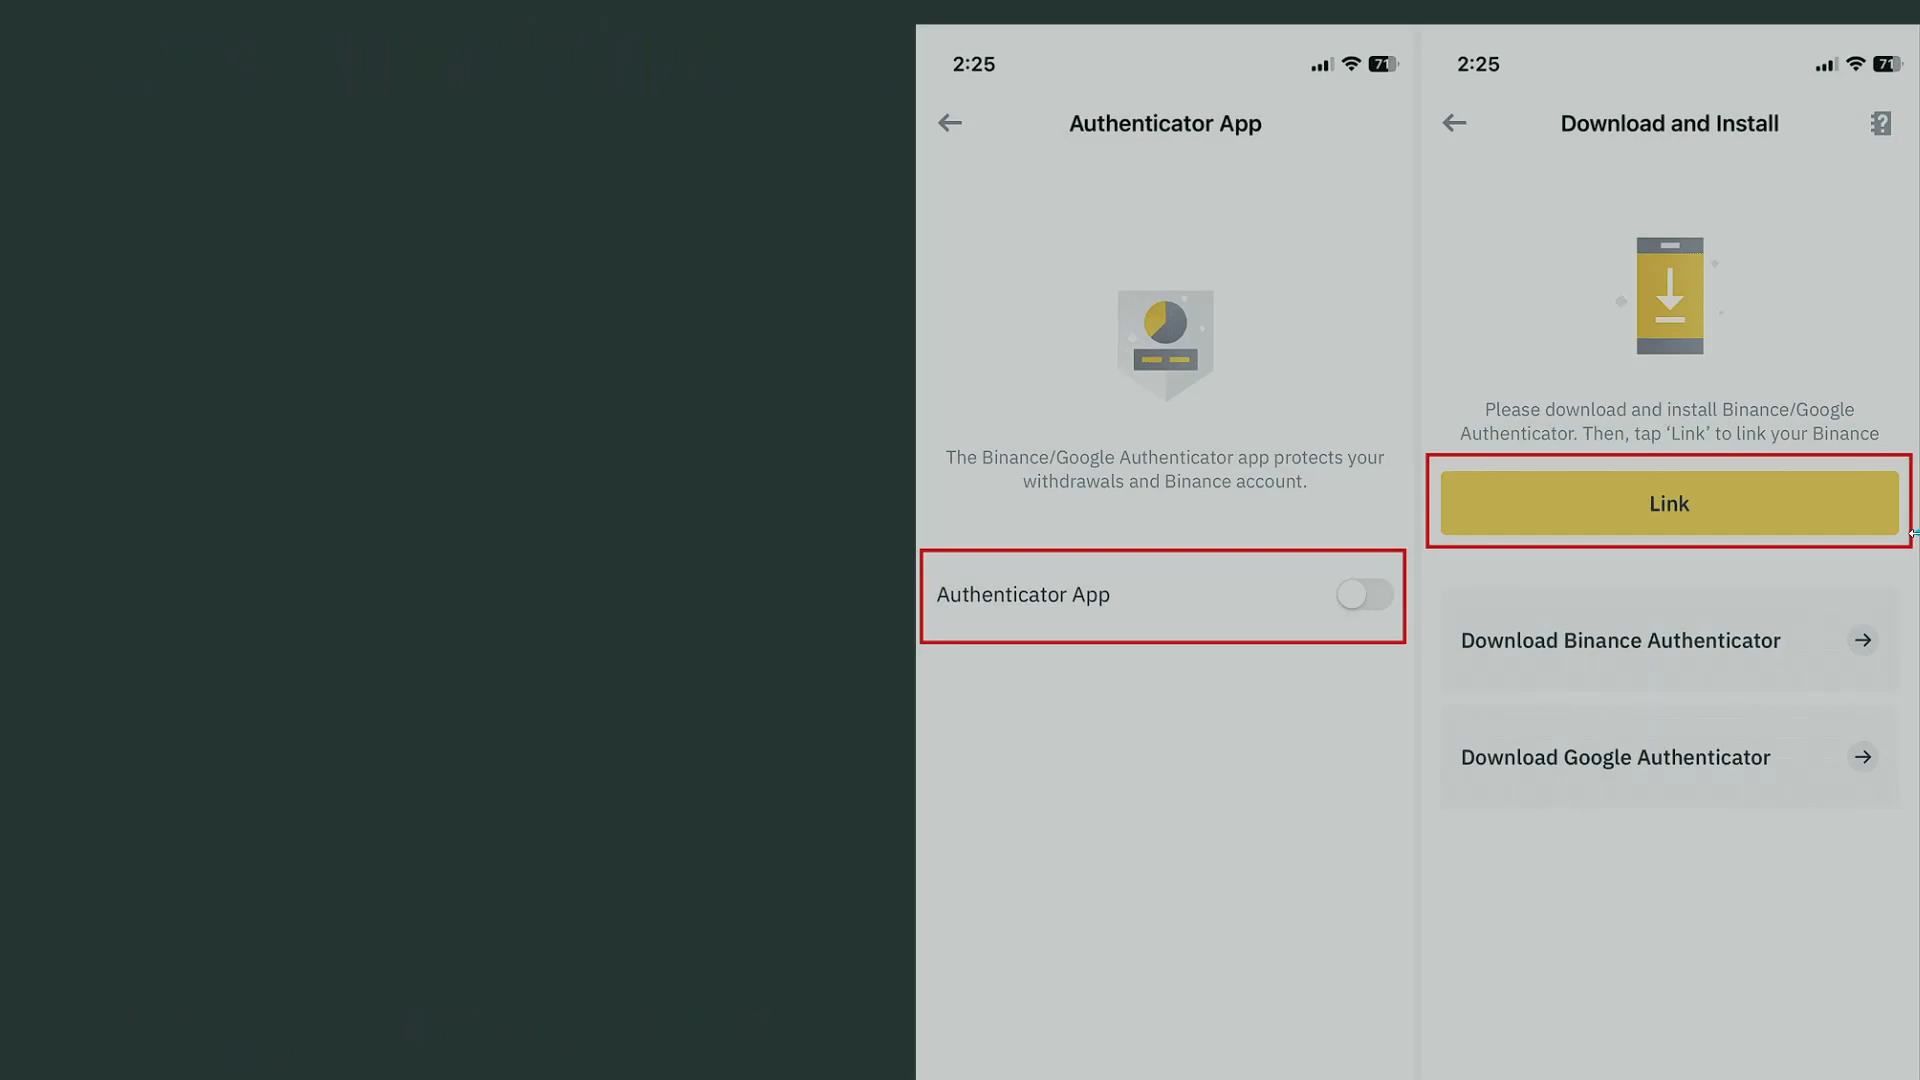 2:25
71
Authenticator App
The Binance/Google Authenticator app protects your
withdrawals and Binance account.
Authenticator App
2:25
71
Download and Install
?
Please download and install Binance/Google
Authenticator. Then, tap ‘Link’ to link your Binance
Link
Download Binance Authenticator
Download Google Authenticator